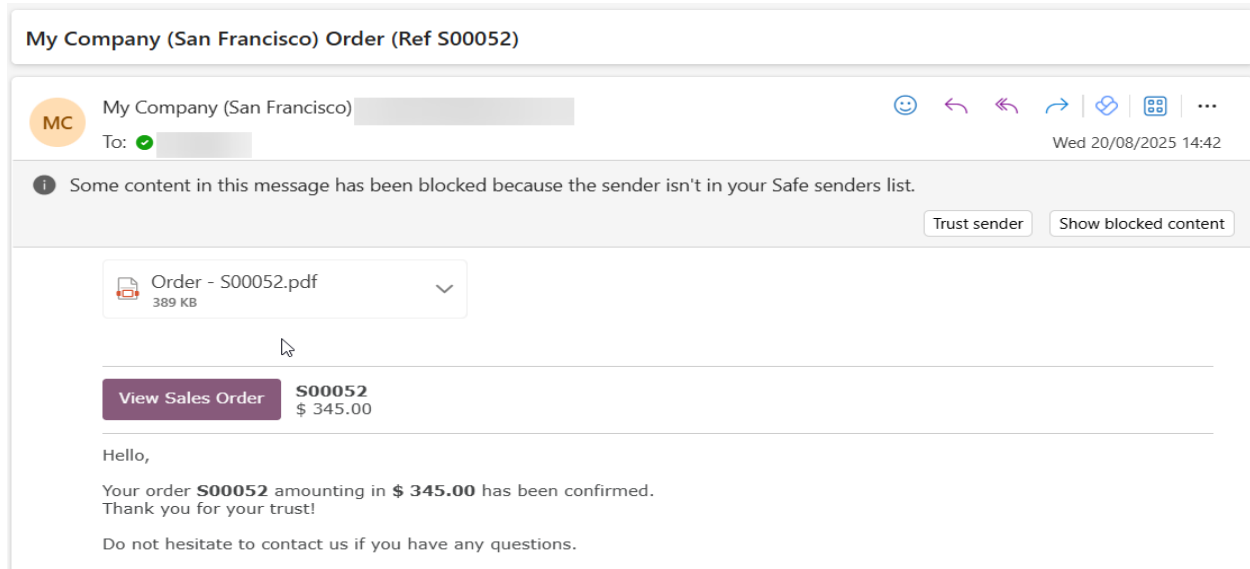 My Company (San Francisco) Order (Ref S00052)
MC
My Company (San Francisco)
To:
Wed 20/08/2025 14:42
Some content in this message has been blocked because the sender isn't in your Safe senders list.
Trust sender
Show blocked content
Order - S00052.pdf
389 KB
View Sales Order
S00052
$ 345.00
Hello,
Your order S00052 amounting in $ 345.00 has been confirmed.
Thank you for your trust!
Do not hesitate to contact us if you have any questions.